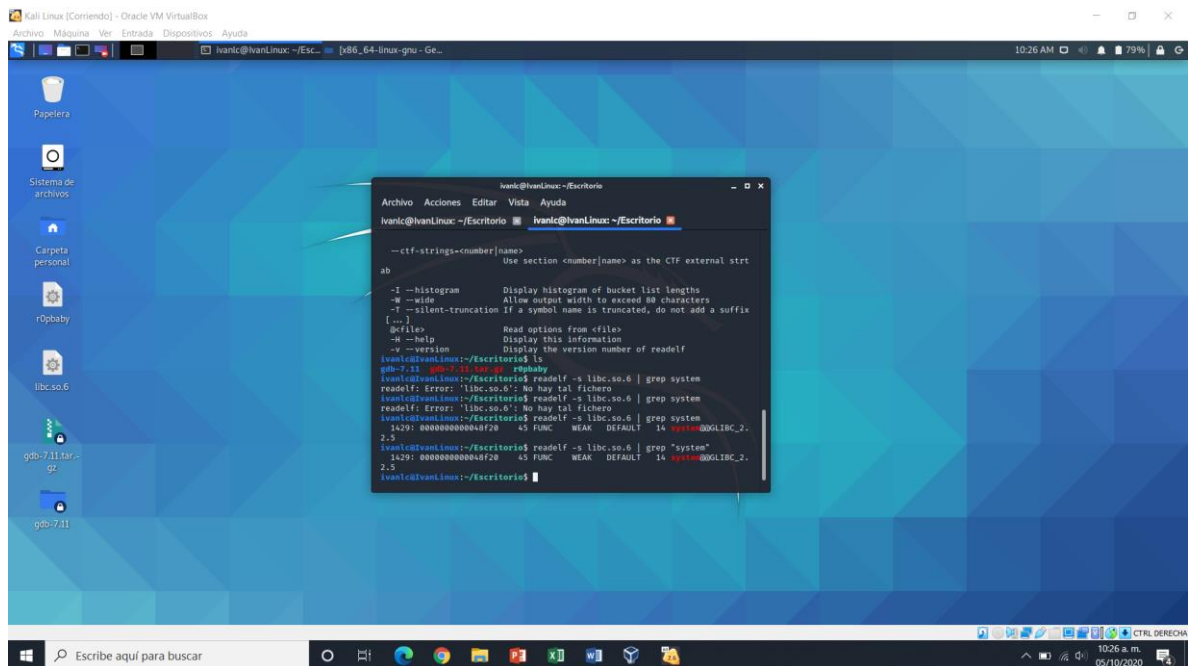 Kali Linux [Corriendo] - Oracle VM VirtualBox
Archivo Máquina Ver Entrada Dispositivos Ayuda
ivanlc@IvanLinux: ~/Esc... [x86_64-linux-gnu - Ge...
10:26 AM 79%
Papelera
Sistema de
archivos
Carpeta
personal
r0pbaby
libc.so.6
gdb-7.11.tar.-
gz
gdb-7.11
ivanlc@IvanLinux: ~/Escritorio
Archivo Acciones Editar Vista Ayuda
ivanlc@IvanLinux: ~/Escritorio ivanlc@IvanLinux: ~/Escritorio
--ctf-strings=<number|name>
Use section <number|name> as the CTF external strt
ab
-I --histogram Display histogram of bucket list lengths
-W --wide Allow output width to exceed 80 characters
-T --silent-truncation If a symbol name is truncated, do not add a suffix
[...]
@<file> Read options from <file>
-H --help Display this information
-v --version Display the version number of readelf
ivanlc@IvanLinux:~/Escritorio$ ls
gdb-7.11 gdb-7.11.tar.gz r0pbaby
ivanlc@IvanLinux:~/Escritorio$ readelf -s libc.so.6 | grep system
readelf: Error: 'libc.so.6': No hay tal fichero
ivanlc@IvanLinux:~/Escritorio$ readelf -s libc.so.6 | grep system
readelf: Error: 'libc.so.6': No hay tal fichero
ivanlc@IvanLinux:~/Escritorio$ readelf -s libc.so.6 | grep system
1429: 0000000000048f20 45 FUNC WEAK DEFAULT 14 system@@GLIBC_2.
2.5
ivanlc@IvanLinux:~/Escritorio$ readelf -s libc.so.6 | grep "system"
1429: 0000000000048f20 45 FUNC WEAK DEFAULT 14 system@@GLIBC_2.
2.5
ivanlc@IvanLinux:~/Escritorio$
CTRL DERECHA
Escribe aquí para buscar
10:26 a. m.
05/10/2020